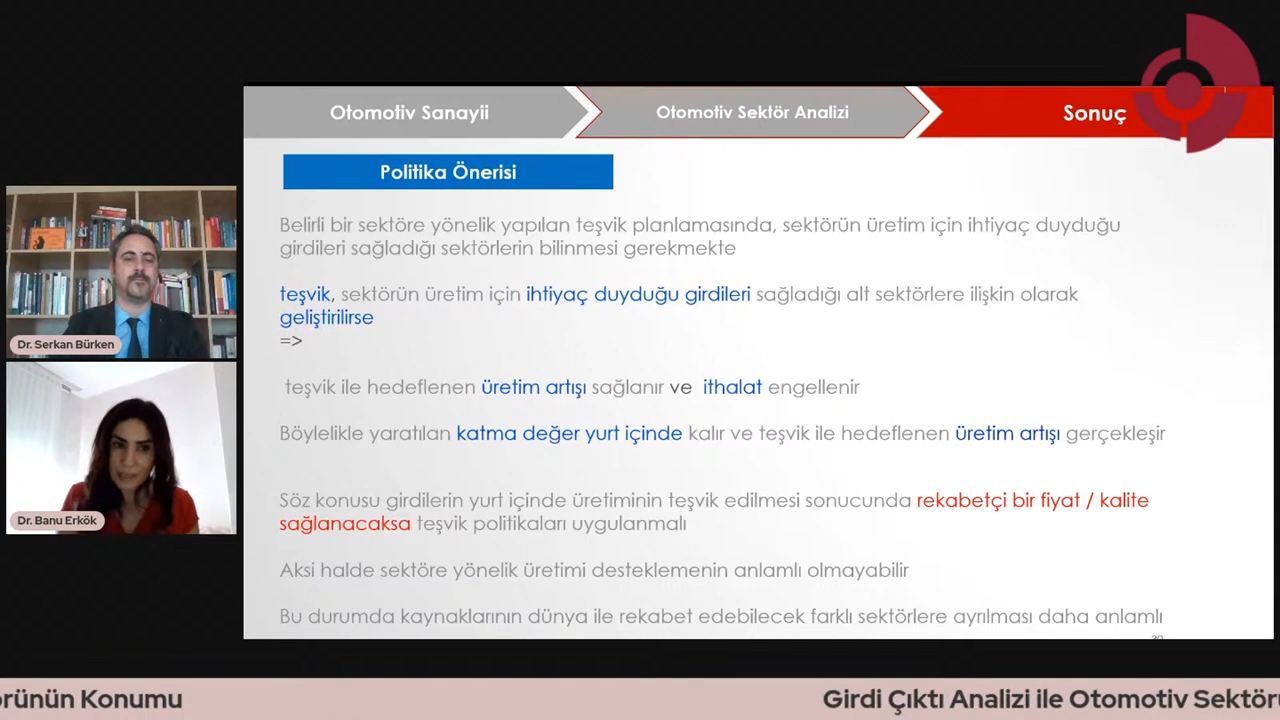 Otomotiv Sanayii
Otomotiv Sektör Analizi
Sonuç
Politika Önerisi
Belirli bir sektöre yönelik yapılan teşvik planlamasında, sektörün üretim için ihtiyaç duyduğu
girdileri sağladığı sektörlerin bilinmesi gerekmekte
teşvik, sektörün üretim için ihtiyaç duyduğu girdileri sağladığı alt sektörlere ilişkin olarak
geliştirilirse
=>
teşvik ile hedeflenen üretim artışı sağlanır ve ithalat engellenir
Böylelikle yaratılan katma değer yurt içinde kalır ve teşvik ile hedeflenen üretim artışı gerçekleşir
Söz konusu girdilerin yurt içinde üretiminin teşvik edilmesi sonucunda rekabetçi bir fiyat / kalite
sağlanacaksa teşvik politikaları uygulanmalı
Aksi halde sektöre yönelik üretimi desteklemenin anlamlı olmayabilir
Bu durumda kaynaklarının dünya ile rekabet edebilecek farklı sektörlere ayrılması daha anlamlı
Dr. Serkan Bürken
Dr. Banu Erkök
örünün Konumu
Girdi Çıktı Analizi ile Otomotiv Sektörü